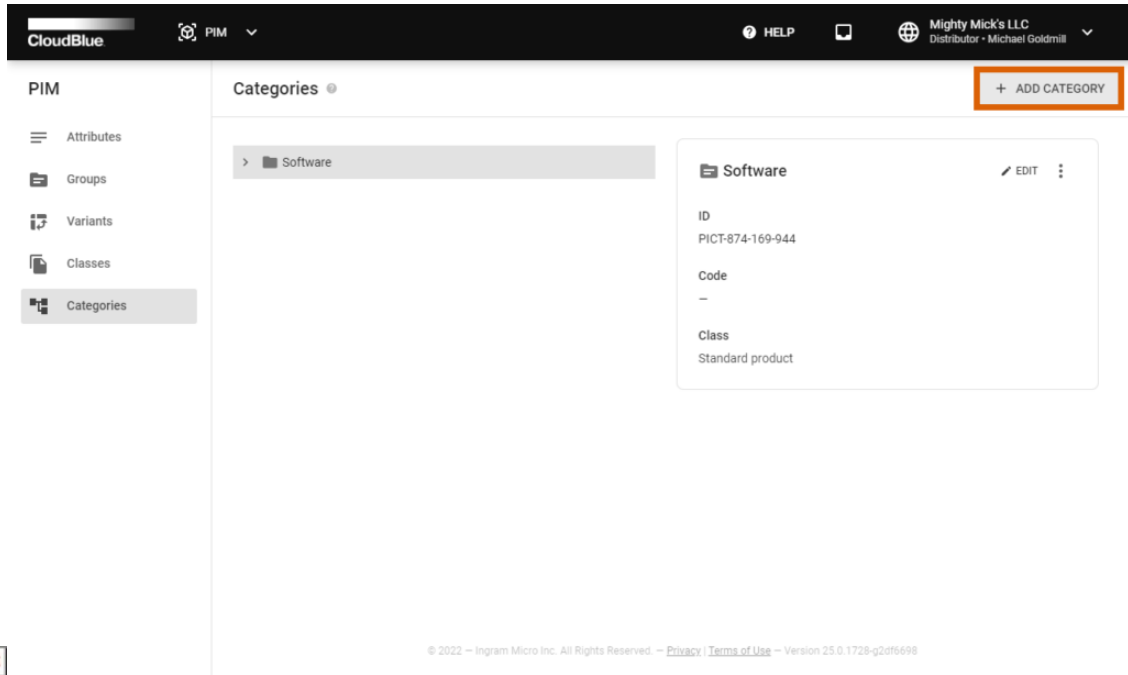 CloudBlue.
PIM
HELP
Mighty Mick's LLC
Distributor • Michael Goldmill
PIM
Categories
+ ADD CATEGORY
Attributes
Groups
Variants
Classes
Categories
Software
Software
EDIT
ID
PICT-874-169-944
Code
–
Class
Standard product
© 2022 – Ingram Micro Inc. All Rights Reserved. – Privacy | Terms of Use – Version 25.0.1728-g2df6698